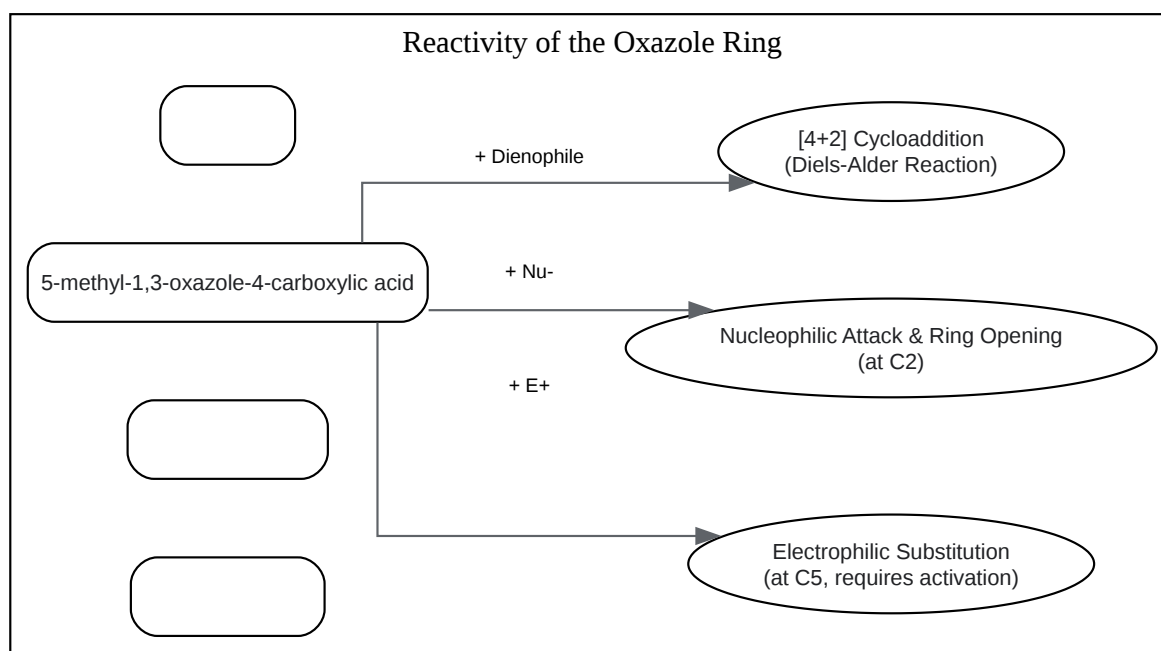 Reactivity of the Oxazole Ring
+ Dienophile
[4+2] Cycloaddition
(Diels-Alder Reaction)
5-methyl-1,3-oxazole-4-carboxylic acid
+ Nu-
Nucleophilic Attack & Ring Opening
(at C2)
+ E+
Electrophilic Substitution
(at C5, requires activation)